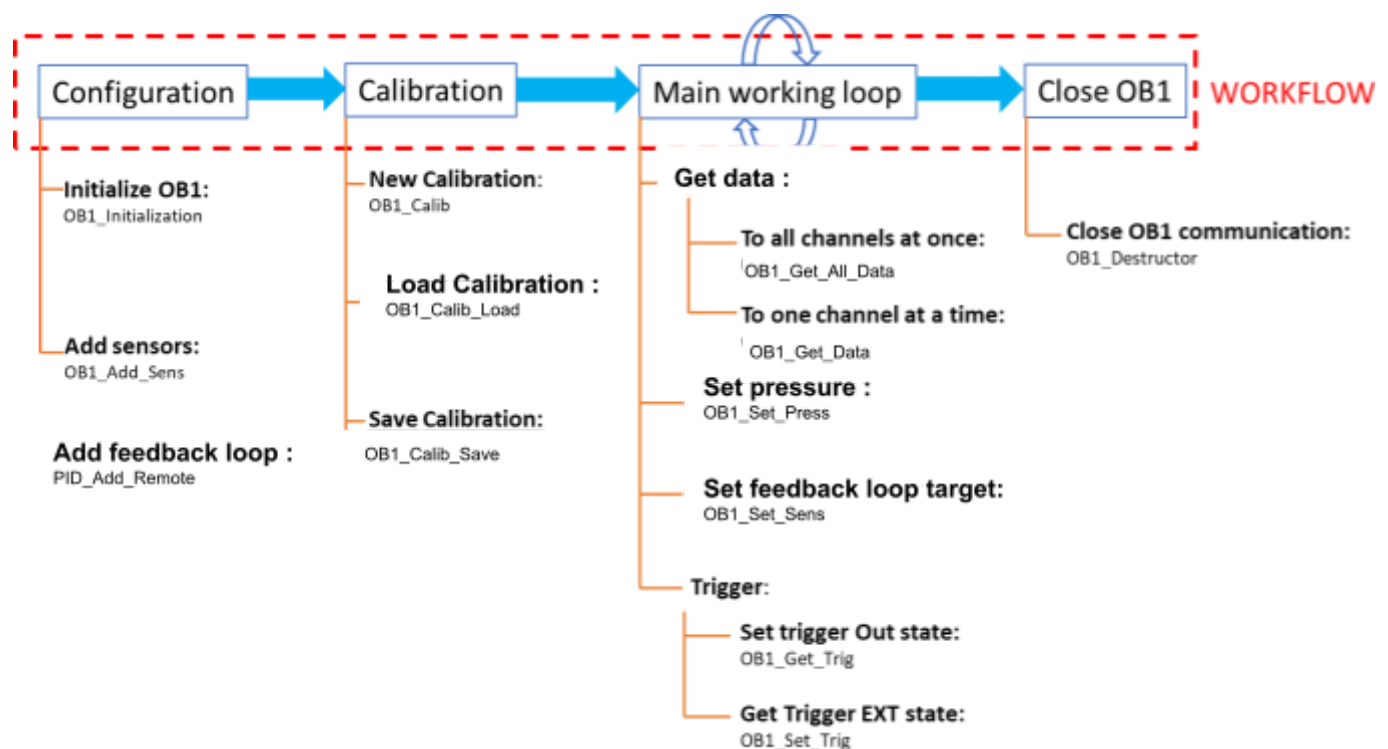 Configuration
Calibration
Main working loop
Close OB1
WORKFLOW
Initialize OB1:
OB1_Initialization
Add sensors:
OB1_Add_Sens
Add feedback loop :
PID_Add_Remote
New Calibration:
OB1_Calib
Load Calibration :
OB1_Calib_Load
Save Calibration:
OB1_Calib_Save
Get data :
To all channels at once:
OB1_Get_All_Data
To one channel at a time:
OB1_Get_Data
Set pressure :
OB1_Set_Press
Set feedback loop target:
OB1_Set_Sens
Trigger:
Set trigger Out state:
OB1_Get_Trig
Get Trigger EXT state:
OB1_Set_Trig
Close OB1 communication:
OB1_Destructor